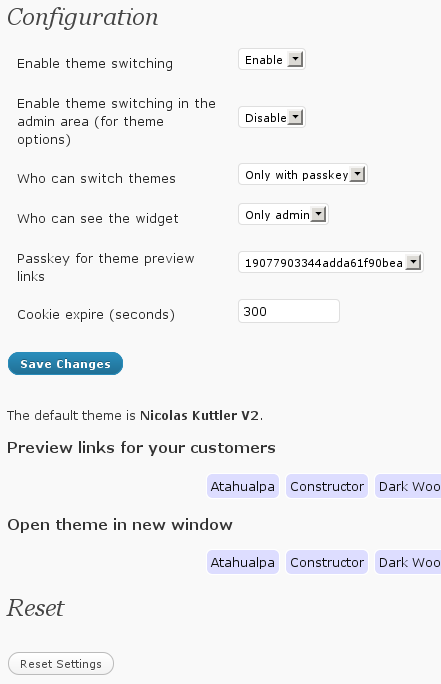 Configuration
Enable theme switching
Enable
Enable theme switching in the
admin area (for theme
options)
Disable
Who can switch themes
Only with passkey
Who can see the widget
Only admin
Passkey for theme preview
links
19077903344adda61f90bea
Cookie expire (seconds)
300
Save Changes
The default theme is Nicolas Kuttler V2.
Preview links for your customers
Atahualpa Constructor Dark Woo
Open theme in new window
Atahualpa Constructor Dark Woo
Reset
Reset Settings